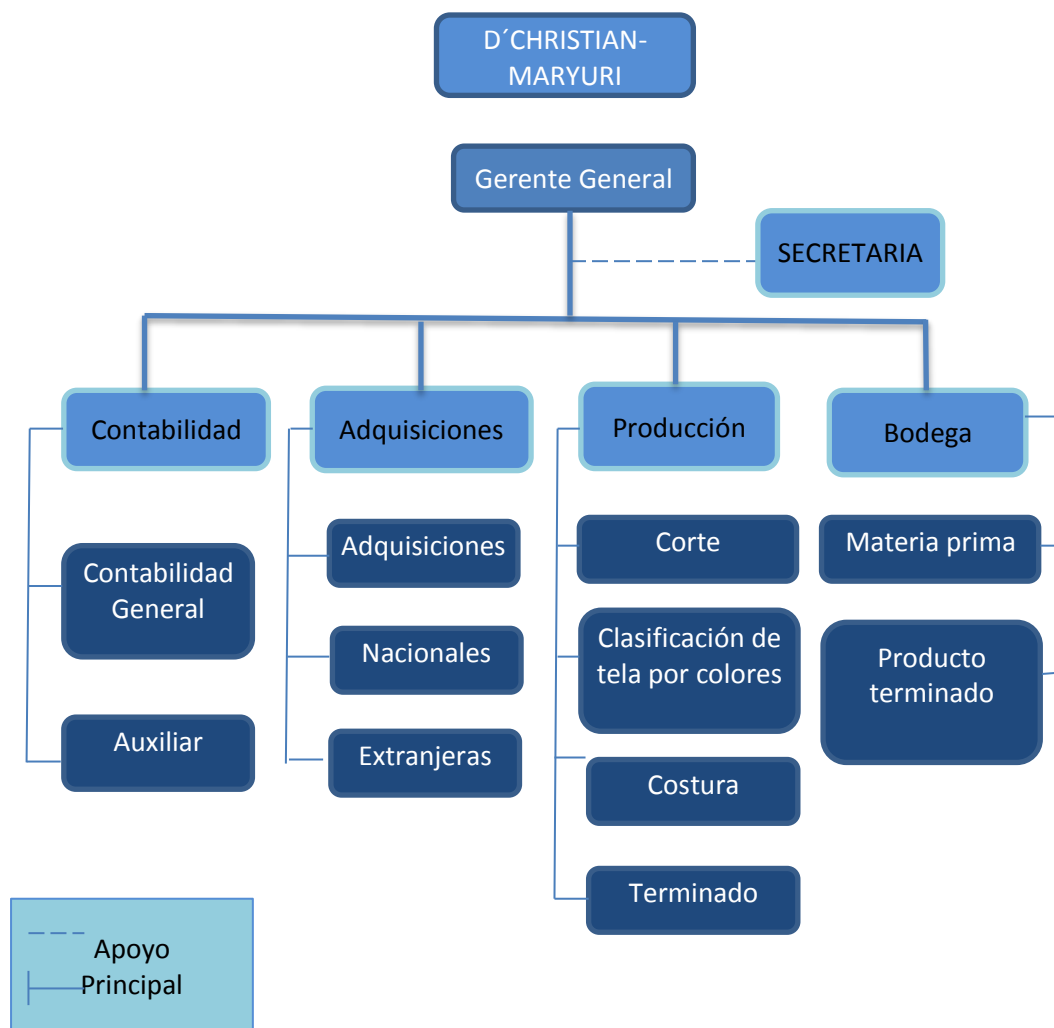 D´CHRISTIAN-
MARYURI
Gerente General
SECRETARIA
Contabilidad
Adquisiciones
Producción
Bodega
Contabilidad
General
Auxiliar
Adquisiciones
Nacionales
Extranjeras
Corte
Clasificación de
tela por colores
Costura
Terminado
Materia prima
Producto
terminado
Apoyo
Principal